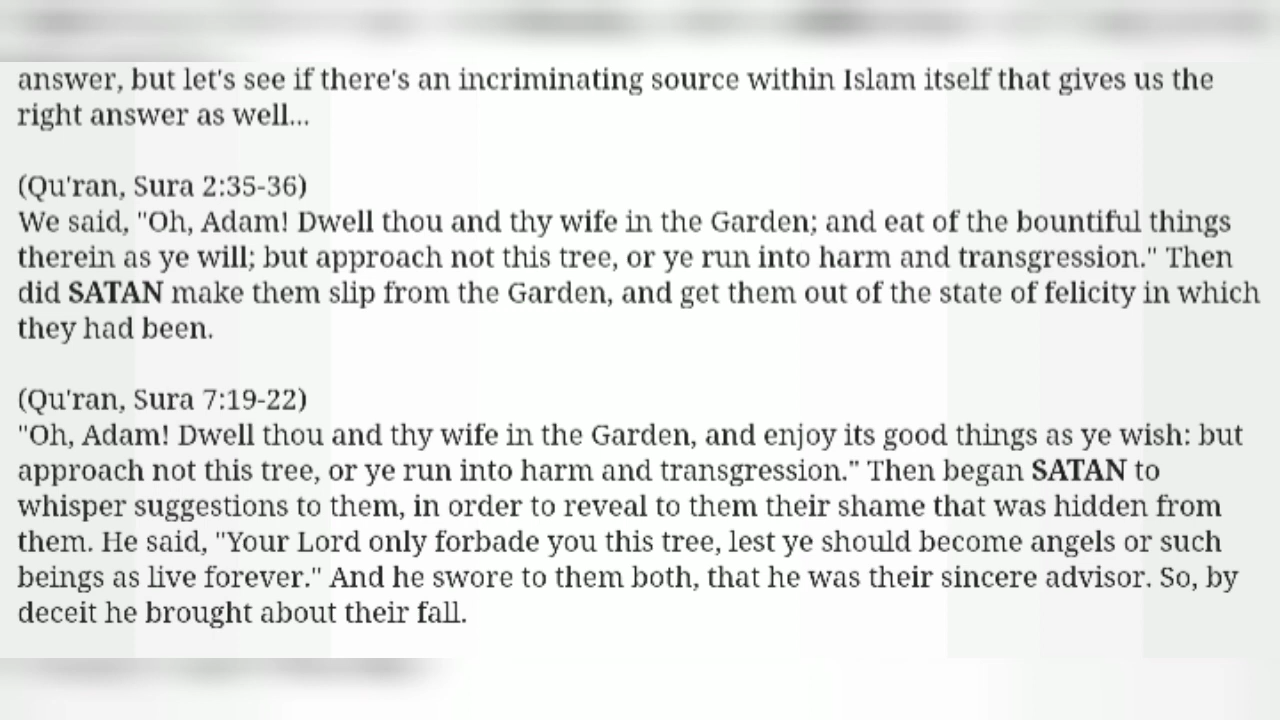 answer, but let's see if there's an incriminating source within Islam itself that gives us the
right answer as well...
(Qu'ran, Sura 2:35-36)
We said, "Oh, Adam! Dwell thou and thy wife in the Garden; and eat of the bountiful things
therein as ye will; but approach not this tree, or ye run into harm and transgression." Then
did SATAN make them slip from the Garden, and get them out of the state of felicity in which
they had been.
(Qu'ran, Sura 7:19-22)
"Oh, Adam! Dwell thou and thy wife in the Garden, and enjoy its good things as ye wish: but
approach not this tree, or ye run into harm and transgression." Then began SATAN to
whisper suggestions to them, in order to reveal to them their shame that was hidden from
them. He said, "Your Lord only forbade you this tree, lest ye should become angels or such
beings as live forever." And he swore to them both, that he was their sincere advisor. So, by
deceit he brought about their fall.